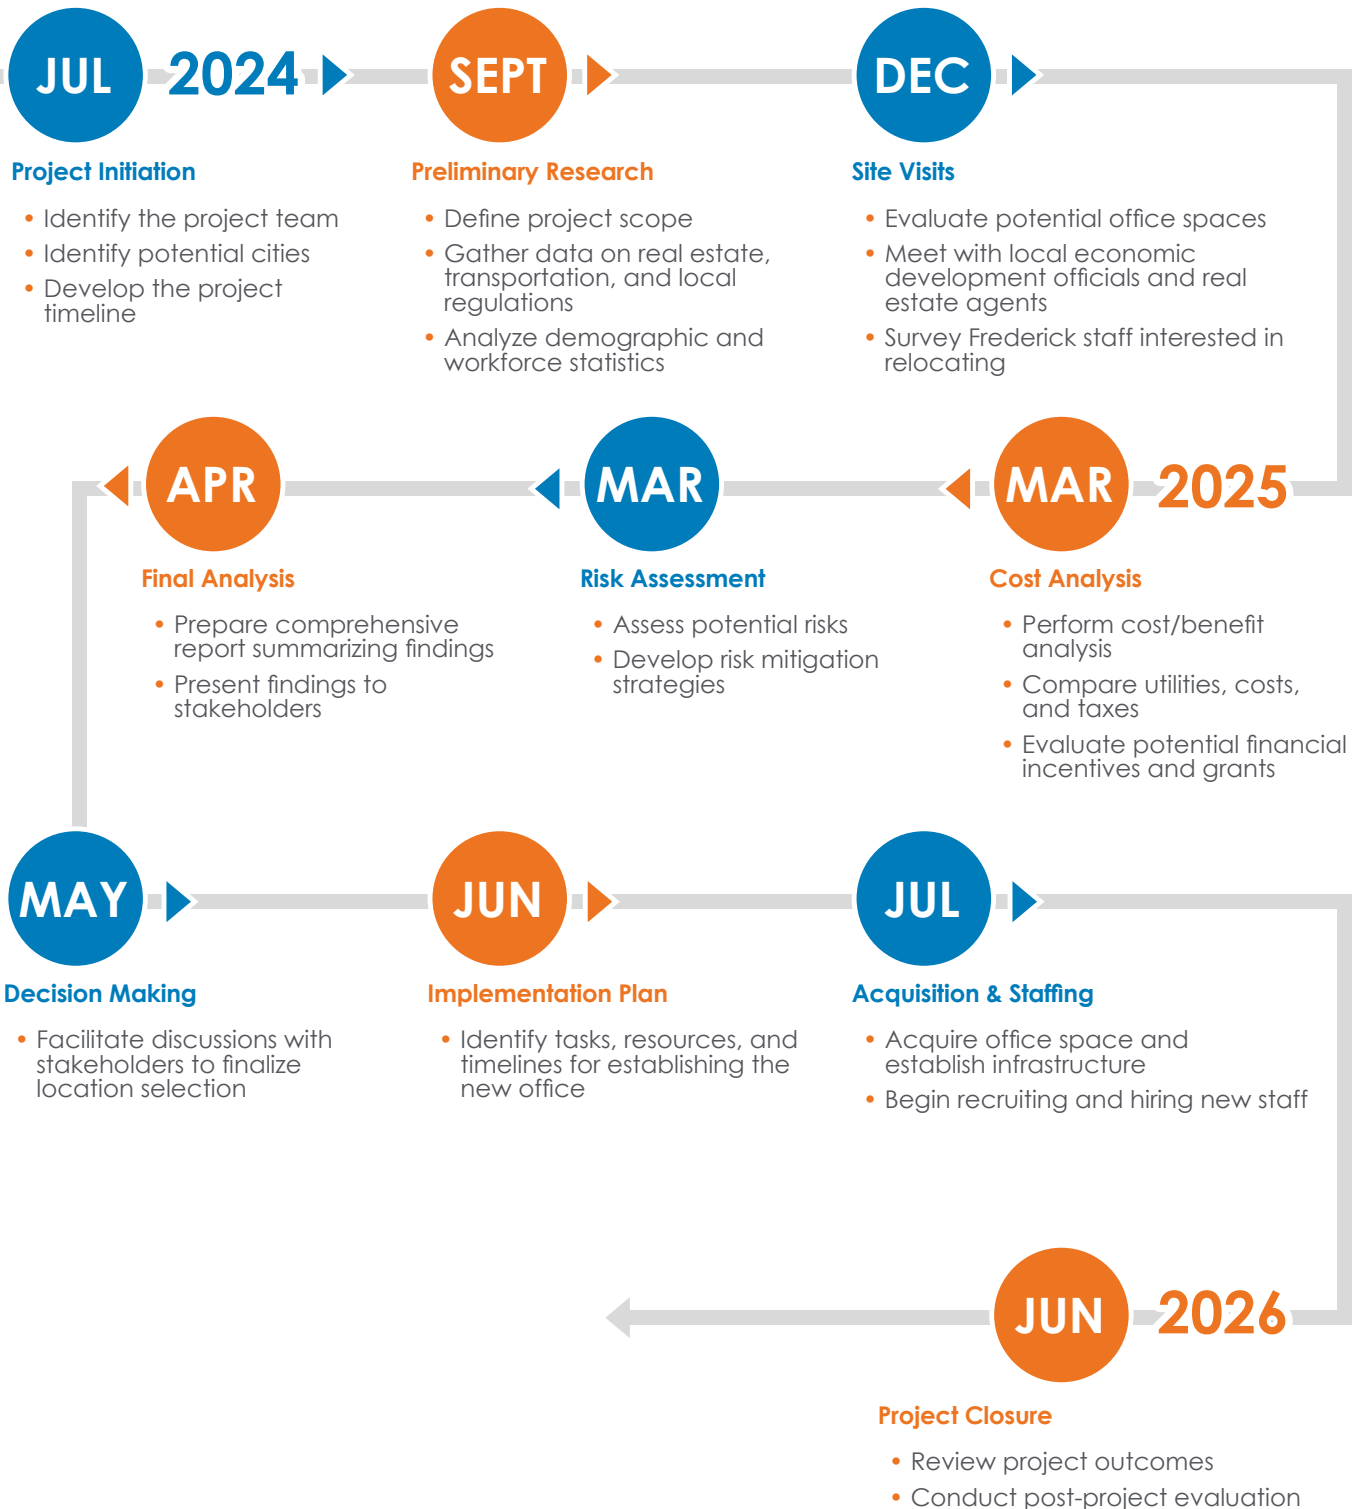 JUL 2024
Project Initiation
• Identify the project team
• Identify potential cities
• Develop the project
timeline
SEPT
Preliminary Research
• Define project scope
• Gather data on real estate,
transportation, and local
regulations
• Analyze demographic and
workforce statistics
DEC
Site Visits
• Evaluate potential office spaces
• Meet with local economic
development officials and real
estate agents
• Survey Frederick staff interested in
relocating
MAR 2025
Cost Analysis
• Perform cost/benefit
analysis
• Compare utilities, costs,
and taxes
• Evaluate potential financial
incentives and grants
MAR
Risk Assessment
• Assess potential risks
• Develop risk mitigation
strategies
APR
Final Analysis
• Prepare comprehensive
report summarizing findings
• Present findings to
stakeholders
MAY
Decision Making
• Facilitate discussions with
stakeholders to finalize
location selection
JUN
Implementation Plan
• Identify tasks, resources, and
timelines for establishing the
new office
JUL
Acquisition & Staffing
• Acquire office space and
establish infrastructure
• Begin recruiting and hiring new staff
JUN 2026
Project Closure
• Review project outcomes
• Conduct post-project evaluation